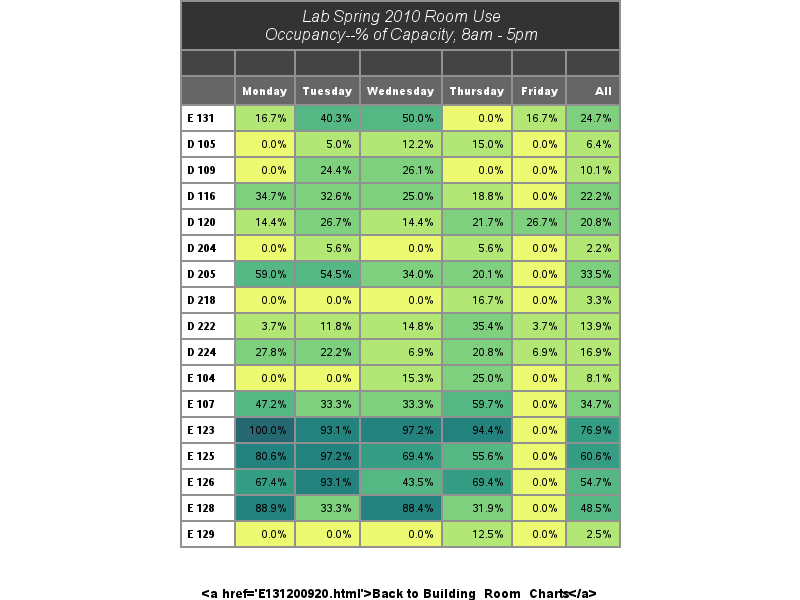 Lab Spring 2010 Room Use
Occupancy--% of Capacity, 8am - 5pm
Monday Tuesday Wednesday Thursday Friday All
E 131 16.7% 40.3% 50.0% 0.0% 16.7% 24.7%
D 105 0.0% 5.0% 12.2% 15.0% 0.0% 6.4%
D 109 0.0% 24.4% 26.1% 0.0% 0.0% 10.1%
D 116 34.7% 32.6% 25.0% 18.8% 0.0% 22.2%
D 120 14.4% 26.7% 14.4% 21.7% 26.7% 20.8%
D 204 0.0% 5.6% 0.0% 5.6% 0.0% 2.2%
D 205 59.0% 54.5% 34.0% 20.1% 0.0% 33.5%
D 218 0.0% 0.0% 0.0% 16.7% 0.0% 3.3%
D 222 3.7% 11.8% 14.8% 35.4% 3.7% 13.9%
D 224 27.8% 22.2% 6.9% 20.8% 6.9% 16.9%
E 104 0.0% 0.0% 15.3% 25.0% 0.0% 8.1%
E 107 47.2% 33.3% 33.3% 59.7% 0.0% 34.7%
E 123 100.0% 93.1% 97.2% 94.4% 0.0% 76.9%
E 125 80.6% 97.2% 69.4% 55.6% 0.0% 60.6%
E 126 67.4% 93.1% 43.5% 69.4% 0.0% 54.7%
E 128 88.9% 33.3% 88.4% 31.9% 0.0% 48.5%
E 129 0.0% 0.0% 0.0% 12.5% 0.0% 2.5%
<a href='E131200920.html'>Back to Building_Room_Charts</a>